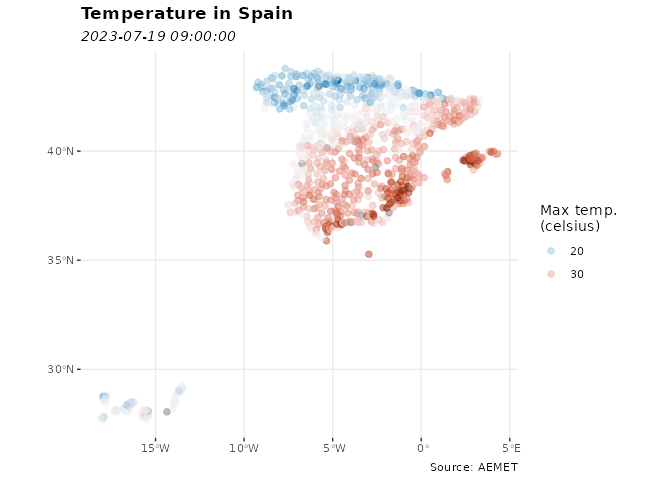 Temperature in Spain
2023-07-19 09:00:00
40°N
35°N
30°N
15°W 10°W 5°W 0° 5°E
Max temp.
(celsius)
20
30
Source: AEMET